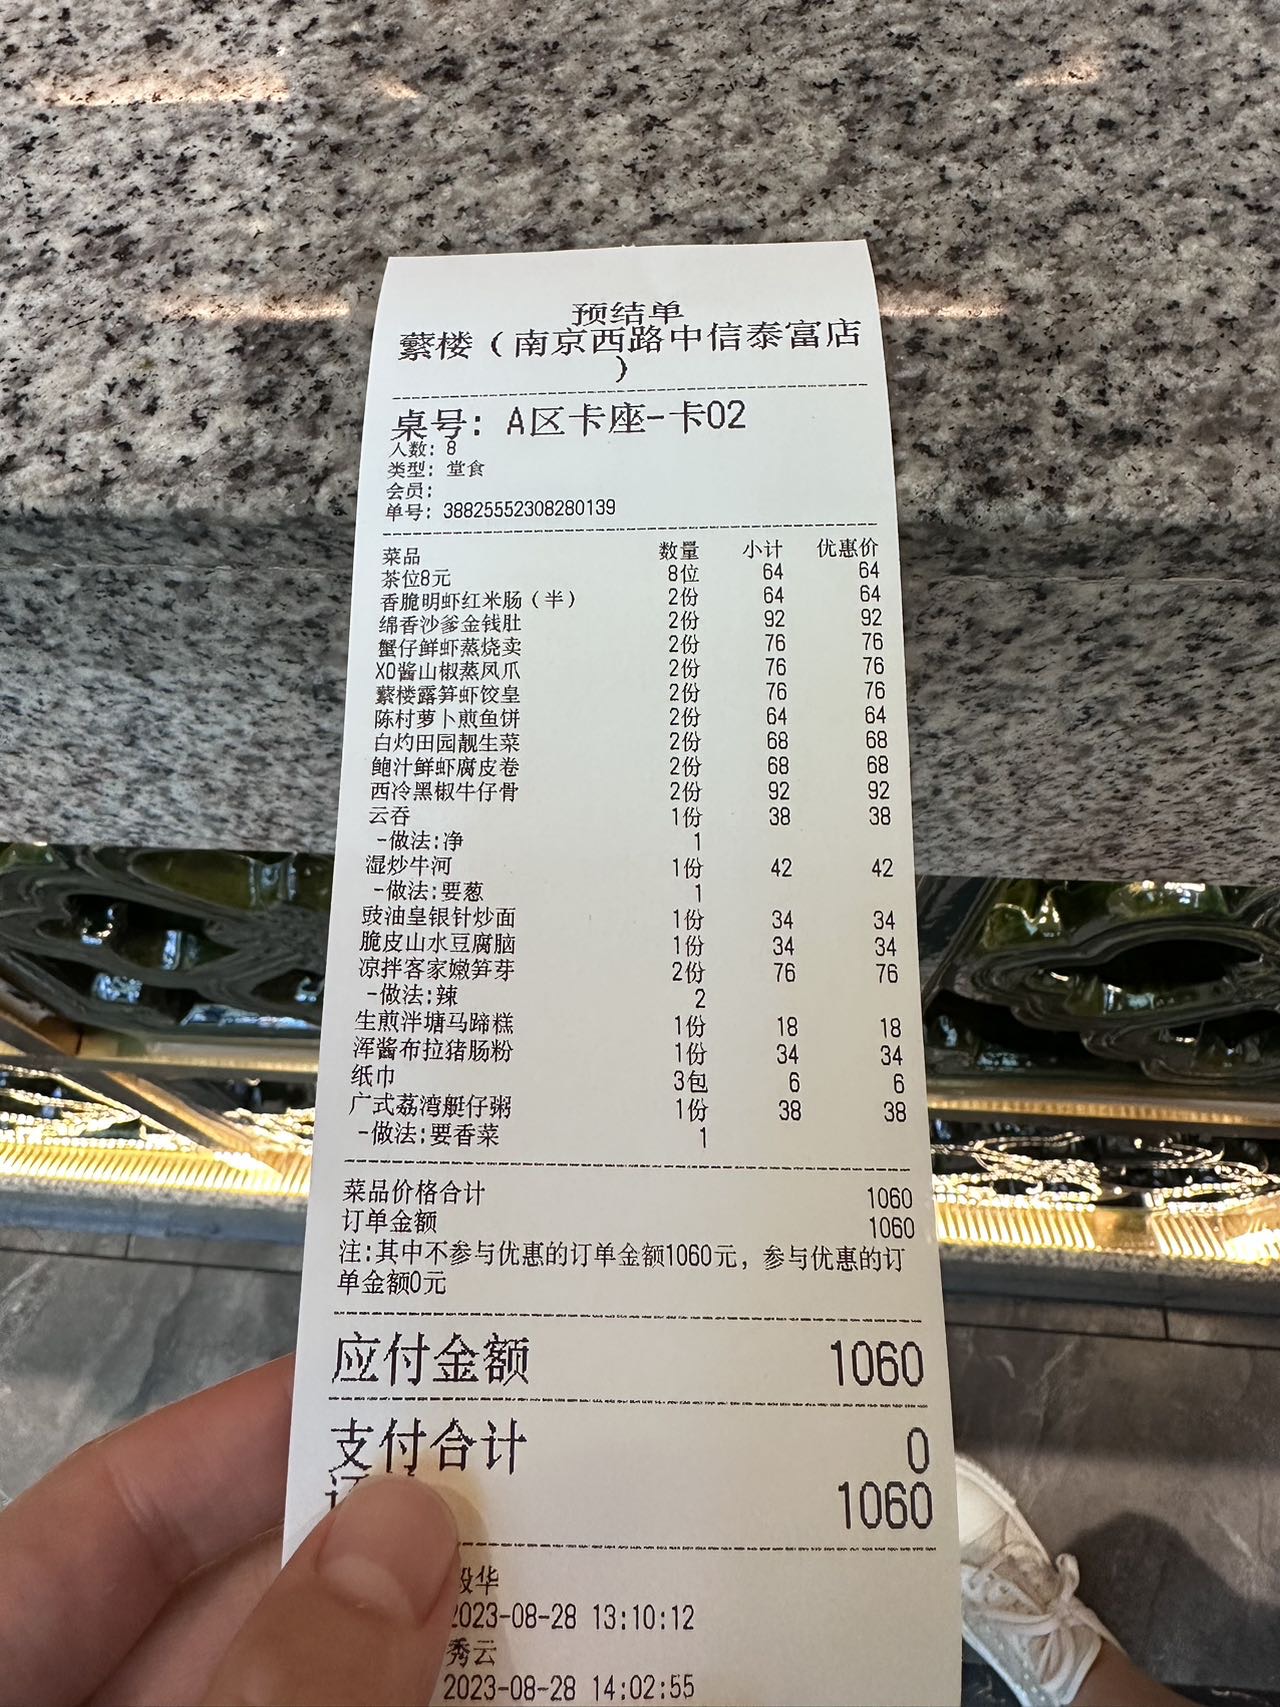 预结单
蘩楼（南京西路中信泰富店
）
桌号: A区卡座-卡02
人数: 8
类型: 堂食
会员:
单号: 38825552308280139
菜品 数量 小计 优惠价
茶位8元 8位 64 64
香脆明虾红米肠（半） 2份 64 64
绵香沙爹金钱肚 2份 92 92
蟹仔鲜虾蒸烧卖 2份 76 76
XO酱山椒蒸凤爪 2份 76 76
蘩楼露笋虾饺皇 2份 76 76
陈村萝卜煎鱼饼 2份 64 64
白灼田园靓生菜 2份 68 68
鲍汁鲜虾腐皮卷 2份 68 68
西冷黑椒牛仔骨 2份 92 92
云吞 1份 38 38
-做法:净 1
湿炒牛河 1份 42 42
-做法:要葱 1
豉油皇银针炒面 1份 34 34
脆皮山水豆腐脑 1份 34 34
凉拌客家嫩笋芽 2份 76 76
-做法:辣 2
生煎泮塘马蹄糕 1份 18 18
浑酱布拉猪肠粉 1份 34 34
纸巾 3包 6 6
广式荔湾艇仔粥 1份 38 38
-做法:要香菜 1
菜品价格合计 1060
订单金额 1060
注:其中不参与优惠的订单金额1060元，参与优惠的订
单金额0元
应付金额 1060
支付合计 0
1060
华
2023-08-28 13:10:12
秀云
2023-08-28 14:02:55